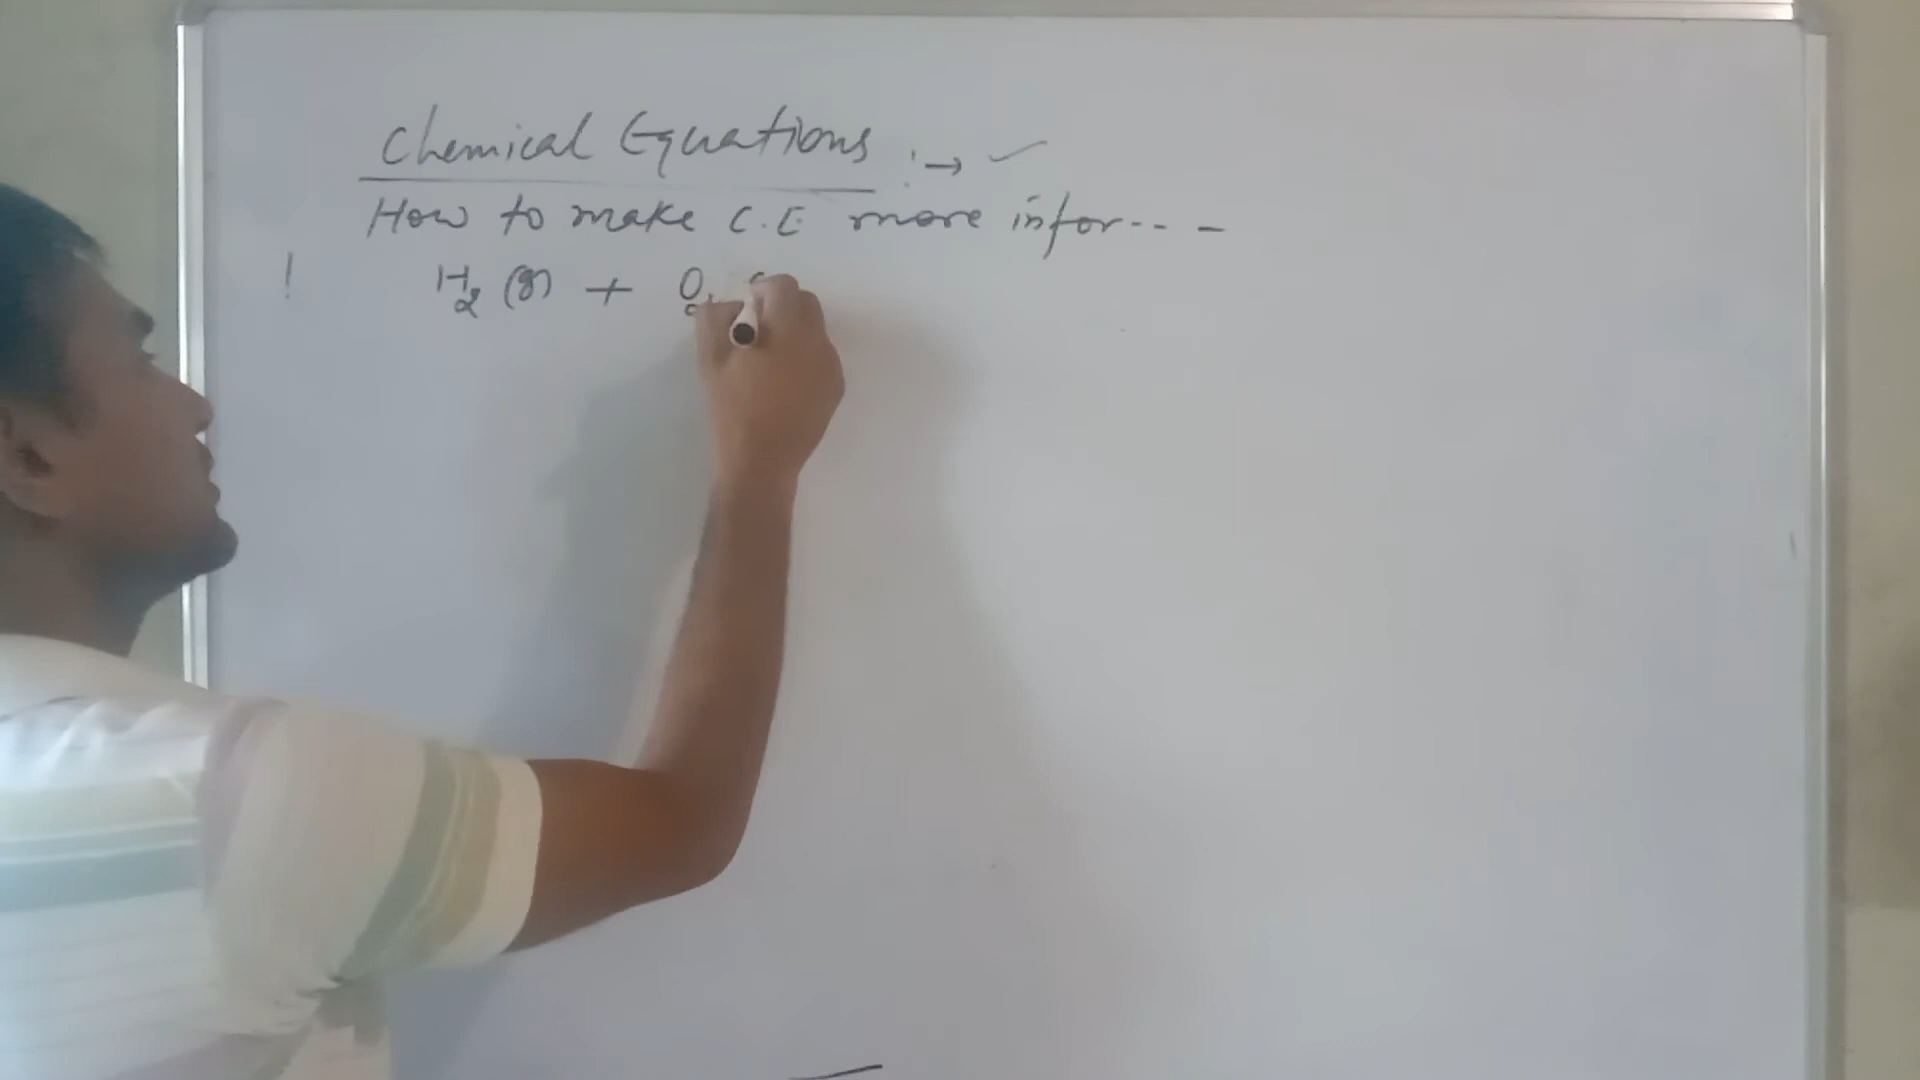 Chemical Equations :→ ✓
How to make C.E more infor---
H₂ (g) + O₂